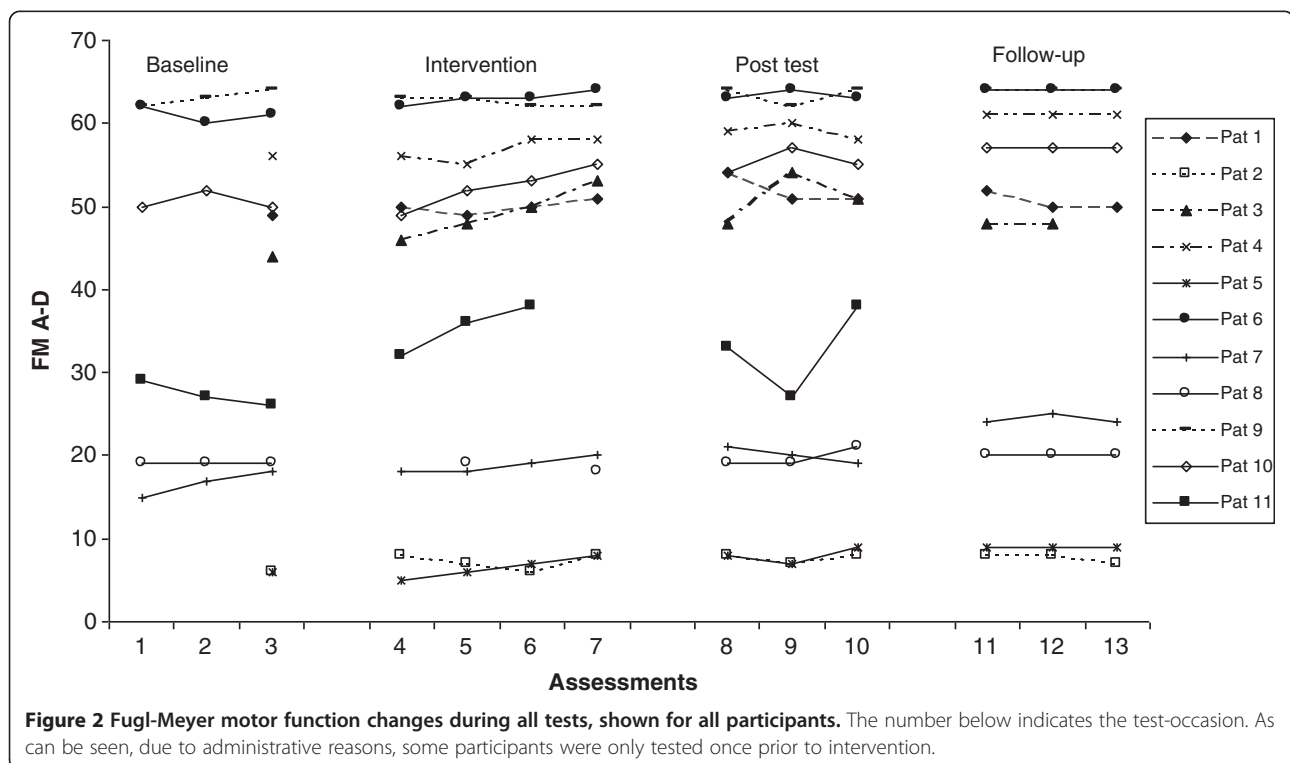 70
60
50
40
30
20
10
0
FM A-D
Baseline
Intervention
Post test
Follow-up
Pat 1
Pat 2
Pat 3
Pat 4
Pat 5
Pat 6
Pat 7
Pat 8
Pat 9
Pat 10
Pat 11
1 2 3 4 5 6 7 8 9 10 11 12 13
Assessments
Figure 2 Fugl-Meyer motor function changes during all tests, shown for all participants. The number below indicates the test-occasion. As
can be seen, due to administrative reasons, some participants were only tested once prior to intervention.